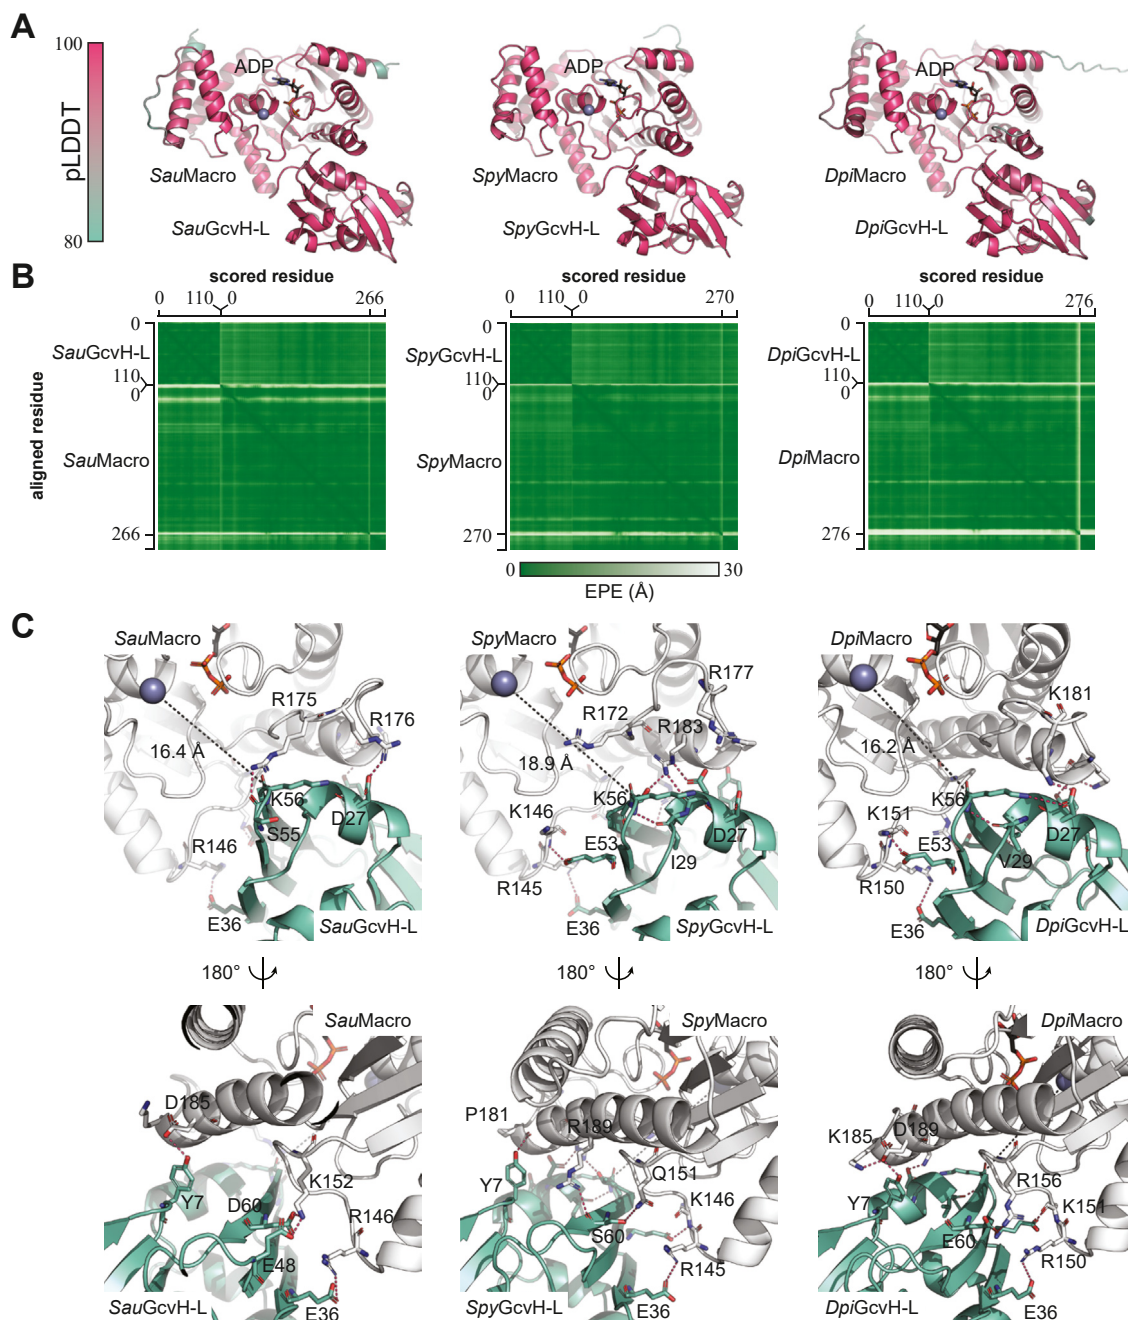 A
100
pLDDT
80
ADP
SauMacro
SauGcvH-L
ADP
SpyMacro
SpyGcvH-L
ADP
DpiMacro
DpiGcvH-L
B
scored residue
scored residue
scored residue
0 110 0 266
0 110 0 270
0 110 0 276
aligned residue
0
SauGcvH-L
110
0
SauMacro
266
0
SpyGcvH-L
110
0
SpyMacro
270
0
DpiGcvH-L
110
0
DpiMacro
276
0 30
EPE (Å)
C
SauMacro
R175
R176
16.4 Å
K56
D27
S55
R146
E36
SauGcvH-L
SpyMacro
R177
R172
R183
18.9 Å
K56
K146
D27
E53
I29
R145
E36
SpyGcvH-L
DpiMacro
K181
16.2 Å
K56
K151
D27
E53
V29
R150
E36
DpiGcvH-L
180°
180°
180°
SauMacro
D185
K152
Y7
D60
R146
E48
E36
SauGcvH-L
SpyMacro
P181
R189
Q151
Y7
K146
S60
R145
E36
SpyGcvH-L
DpiMacro
K185
D189
R156
Y7
K151
E60
R150
E36
DpiGcvH-L